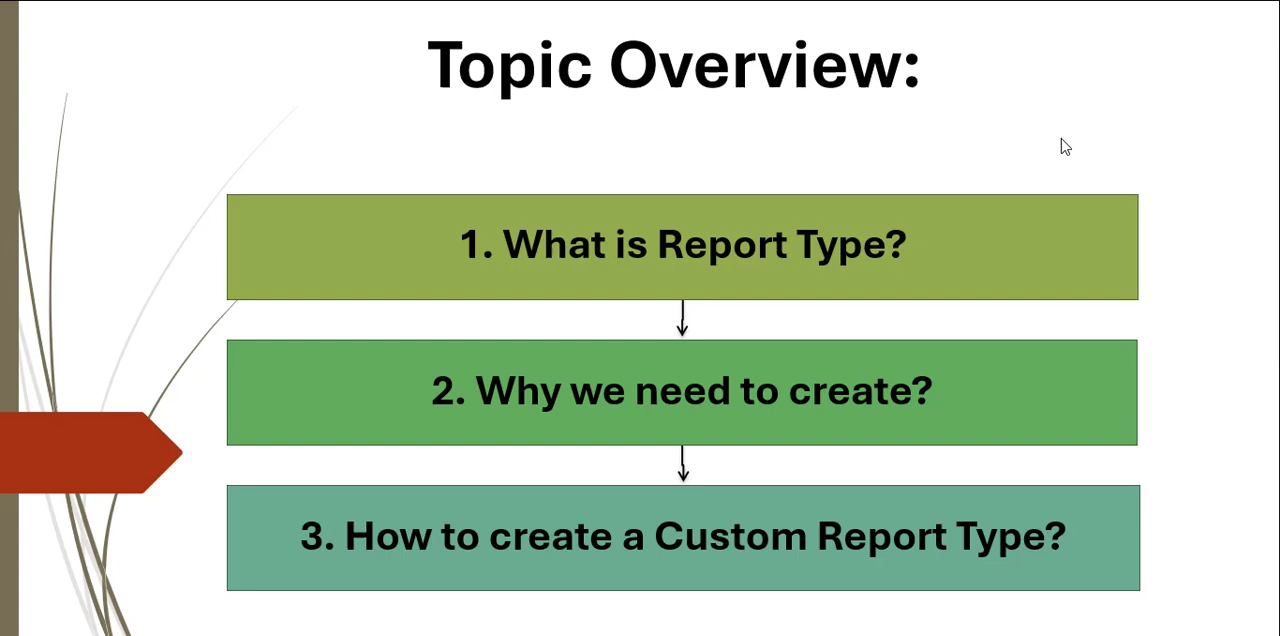 Topic Overview:
1. What is Report Type?
2. Why we need to create?
3. How to create a Custom Report Type?